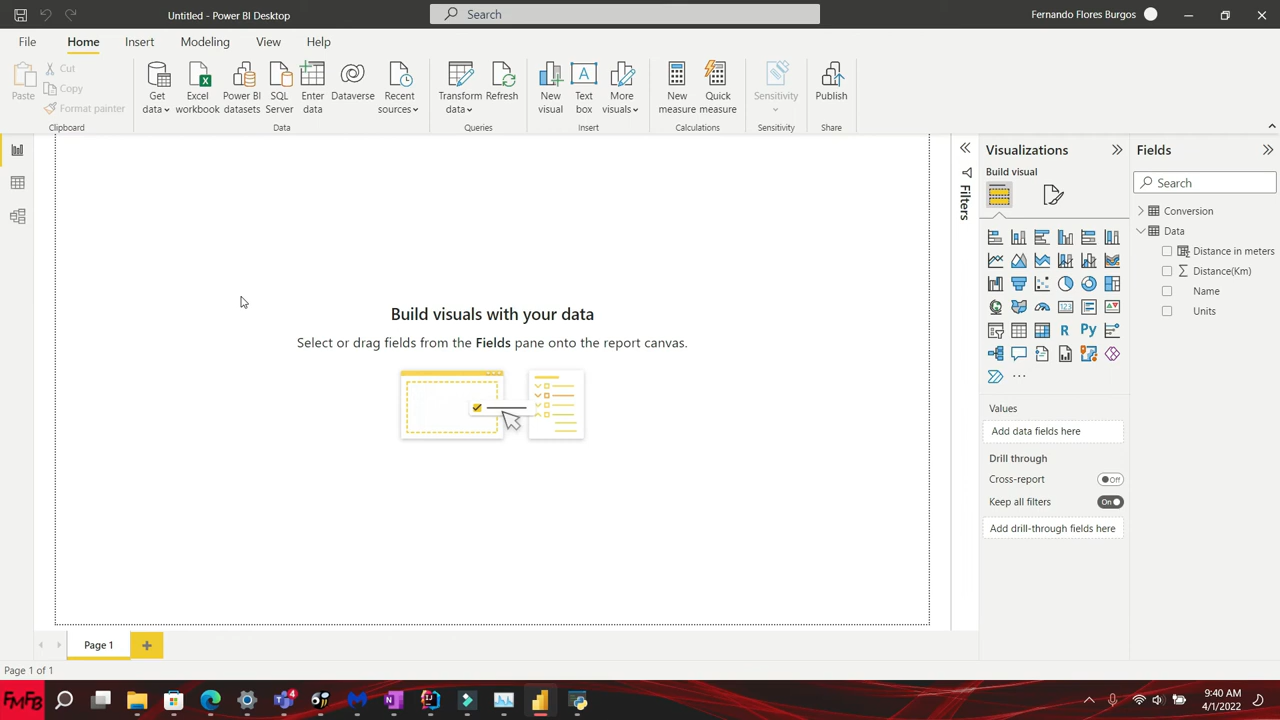 Untitled - Power BI Desktop
Search
Fernando Flores Burgos
File
Home
Insert
Modeling
View
Help
Paste
Cut
Copy
Format painter
Clipboard
Get data
Excel workbook
Power BI datasets
SQL Server
Enter data
Dataverse
Recent sources
Data
Transform data
Refresh
Queries
New visual
A
Text box
More visuals
Insert
New measure
Quick measure
Calculations
Sensitivity
Sensitivity
Publish
Share
Build visuals with your data
Select or drag fields from the Fields pane onto the report canvas.
Filters
Visualizations
Build visual
123
R
Py
Values
Add data fields here
Drill through
Cross-report
Off
Keep all filters
On
Add drill-through fields here
Fields
Search
Conversion
Data
Distance in meters
Distance(Km)
Name
Units
Page 1
Page 1 of 1
FMFB
4
9:40 AM
4/1/2022